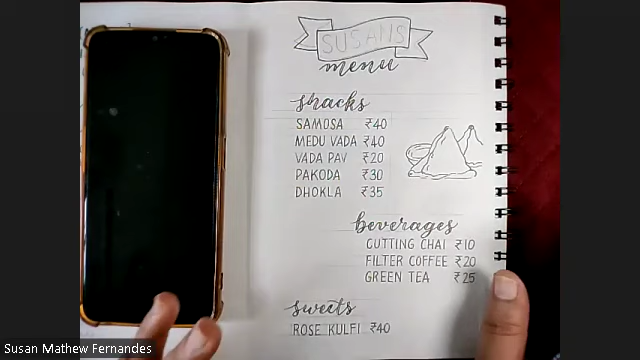 SUSANS
menu
snacks
SAMOSA ₹40
MEDU VADA ₹40
VADA PAV ₹20
PAKODA ₹30
DHOKLA ₹35
beverages
CUTTING CHAI ₹10
FILTER COFFEE ₹20
GREEN TEA ₹25
sweets
ROSE KULFI ₹40
Susan Mathew Fernandes